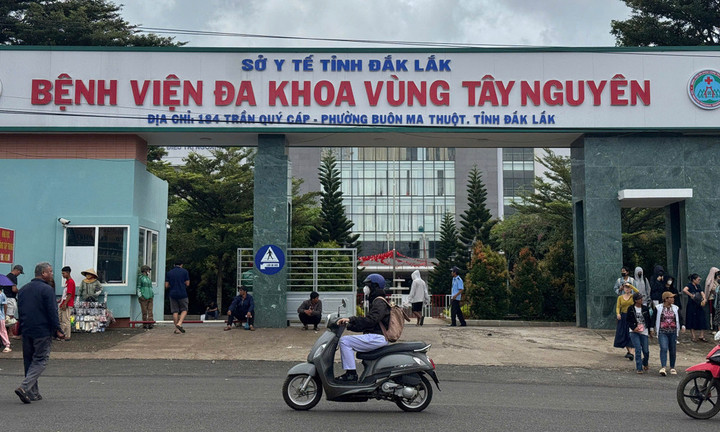 SỞ Y TẾ TỈNH ĐẮK LẮK
BỆNH VIỆN ĐA KHOA VÙNG TÂY NGUYÊN
ĐỊA CHỈ: 184 TRẦN QUÝ CÁP - PHƯỜNG BUÔN MA THUỘT. TỈNH ĐẮK LẮK